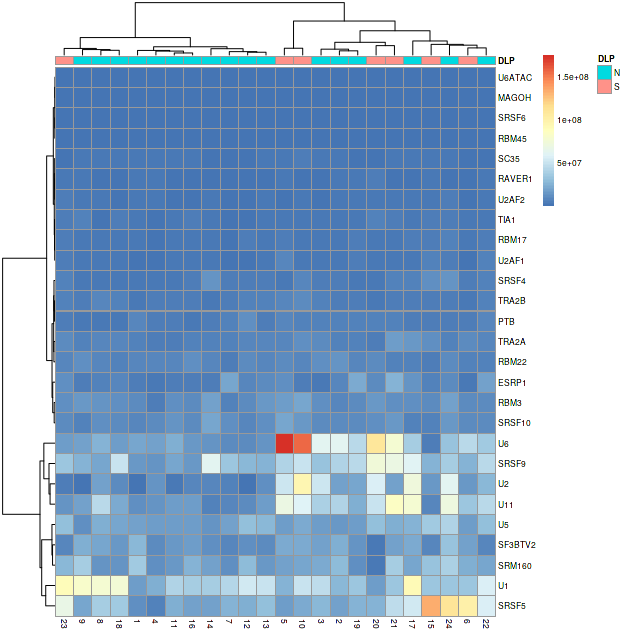 DLP
DLP
N
S
1.5e+08
1e+08
5e+07
U6ATAC
MAGOH
SRSF6
RBM45
SC35
RAVER1
U2AF2
TIA1
RBM17
U2AF1
SRSF4
TRA2B
PTB
TRA2A
RBM22
ESRP1
RBM3
SRSF10
U6
SRSF9
U2
U11
U5
SF3BTV2
SRM160
U1
SRSF5
23 9 8 18 1 4 11 16 14 7 12 13 5 10 3 2 19 20 21 17 15 24 6 22